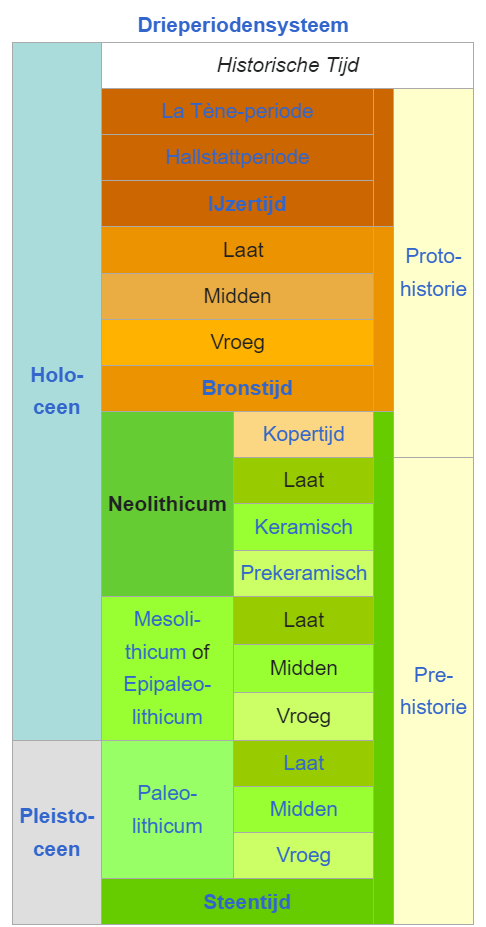 Drieperiodensysteem
Historische Tijd
La Tène-periode
Hallstattperiode
IJzertijd
Laat
Midden
Vroeg
Bronstijd
Proto-
historie
Holo-
ceen
Neolithicum
Kopertijd
Laat
Keramisch
Prekeramisch
Mesoli-
thicum of
Epipaleo-
lithicum
Laat
Midden
Vroeg
Pre-
historie
Pleisto-
ceen
Paleo-
lithicum
Laat
Midden
Vroeg
Steentijd